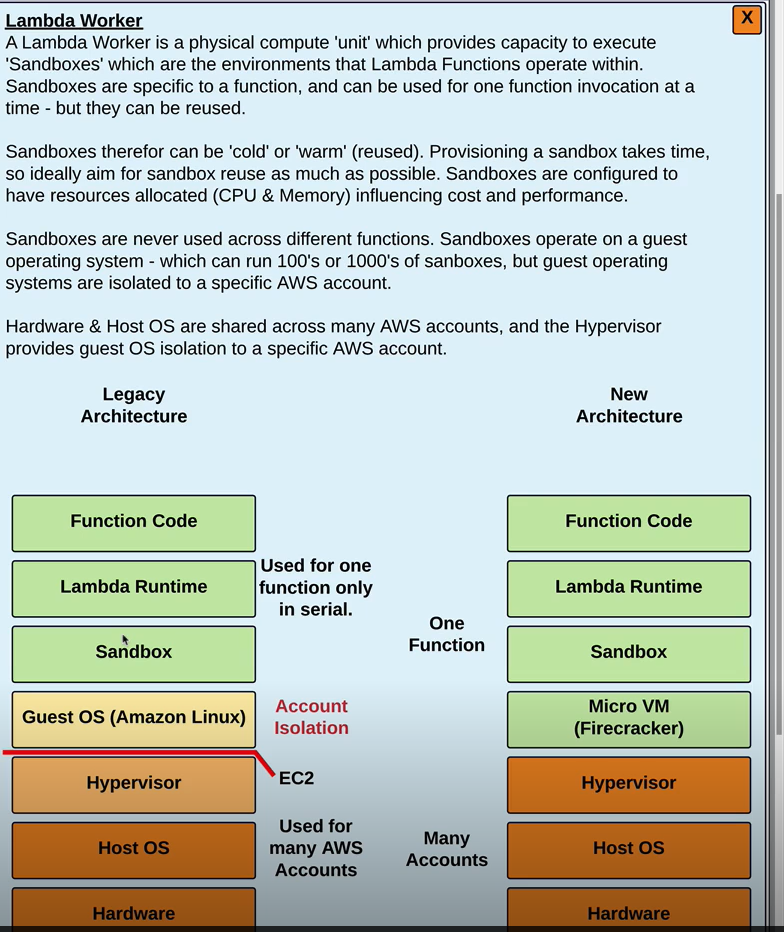 Lambda Worker
X
A Lambda Worker is a physical compute 'unit' which provides capacity to execute
'Sandboxes' which are the environments that Lambda Functions operate within.
Sandboxes are specific to a function, and can be used for one function invocation at a
time - but they can be reused.
Sandboxes therefor can be 'cold' or 'warm' (reused). Provisioning a sandbox takes time,
so ideally aim for sandbox reuse as much as possible. Sandboxes are configured to
have resources allocated (CPU & Memory) influencing cost and performance.
Sandboxes are never used across different functions. Sandboxes operate on a guest
operating system - which can run 100's or 1000's of sanboxes, but guest operating
systems are isolated to a specific AWS account.
Hardware & Host OS are shared across many AWS accounts, and the Hypervisor
provides guest OS isolation to a specific AWS account.
Legacy
Architecture
Function Code
Lambda Runtime
Sandbox
Guest OS (Amazon Linux)
Hypervisor
Host OS
Hardware
Used for one
function only
in serial.
Account
Isolation
EC2
Used for
many AWS
Accounts
One
Function
Many
Accounts
New
Architecture
Function Code
Lambda Runtime
Sandbox
Micro VM
(Firecracker)
Hypervisor
Host OS
Hardware